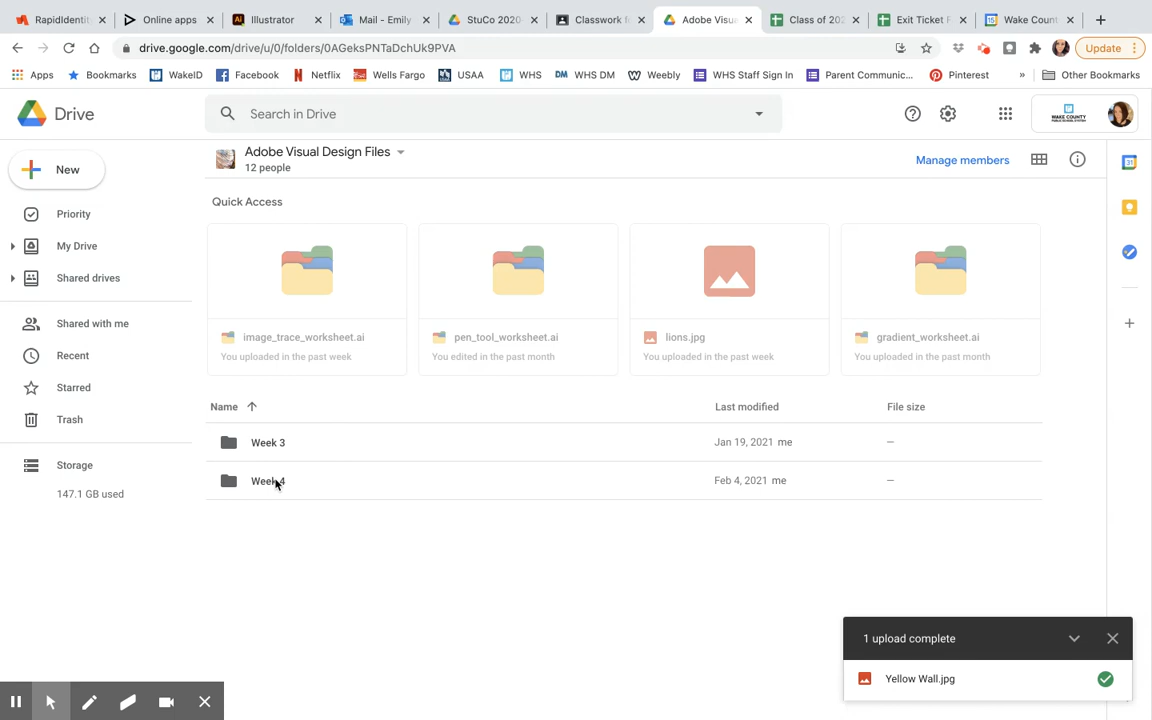 RapidIdenti
Online apps
Illustrator
Mail - Emily
StuCo 2020
Classwork f
Adobe Visua
Class of 202
Exit Ticket F
Wake Count
drive.google.com/drive/u/0/folders/0AGeksPNTaDchUk9PVA
Update
Apps
Bookmarks
WakeID
Facebook
Netflix
Wells Fargo
USAA
WHS
DM WHS DM
Weebly
WHS Staff Sign In
Parent Communic...
Pinterest
»
Other Bookmarks
Drive
Search in Drive
WAKE COUNTY
New
Adobe Visual Design Files
12 people
Manage members
Priority
My Drive
Shared drives
Shared with me
Recent
Starred
Trash
Storage
147.1 GB used
Quick Access
image_trace_worksheet.ai
You uploaded in the past week
pen_tool_worksheet.ai
You edited in the past month
lions.jpg
You uploaded in the past week
gradient_worksheet.ai
You uploaded in the past month
Name
Last modified
File size
Week 3
Jan 19, 2021 me
—
Week 4
Feb 4, 2021 me
—
1 upload complete
Yellow Wall.jpg